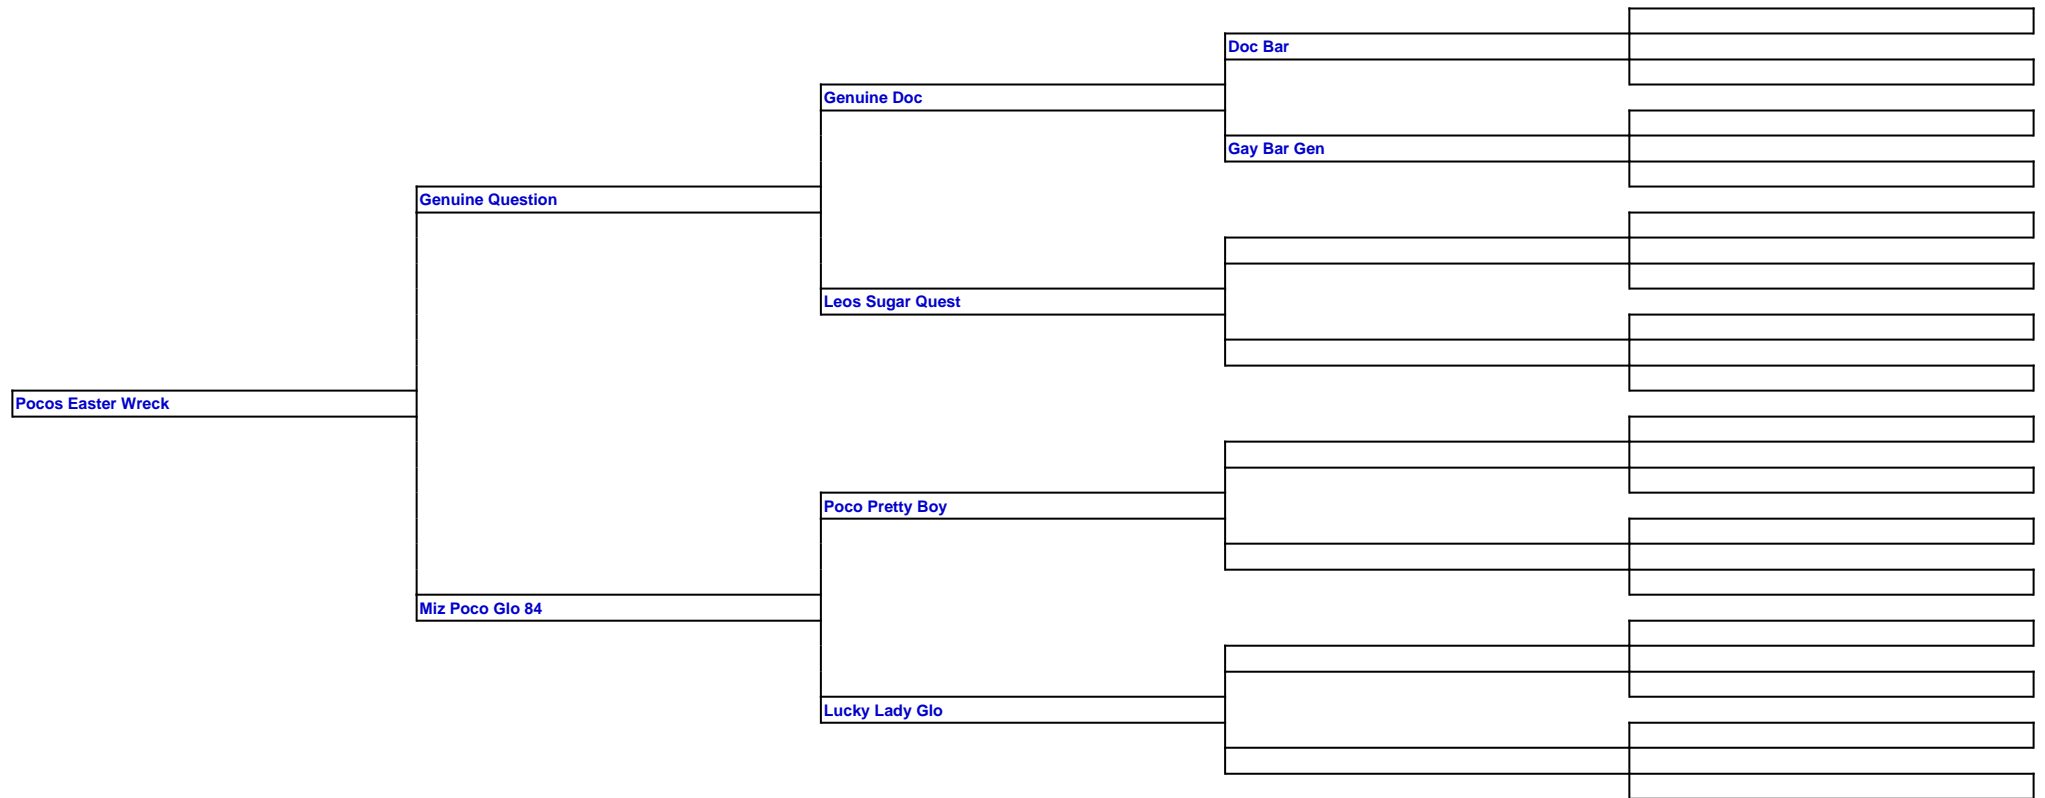 Doc Bar
Genuine Doc
Gay Bar Gen
Genuine Question
Leos Sugar Quest
Pocos Easter Wreck
Poco Pretty Boy
Miz Poco Glo 84
Lucky Lady Glo